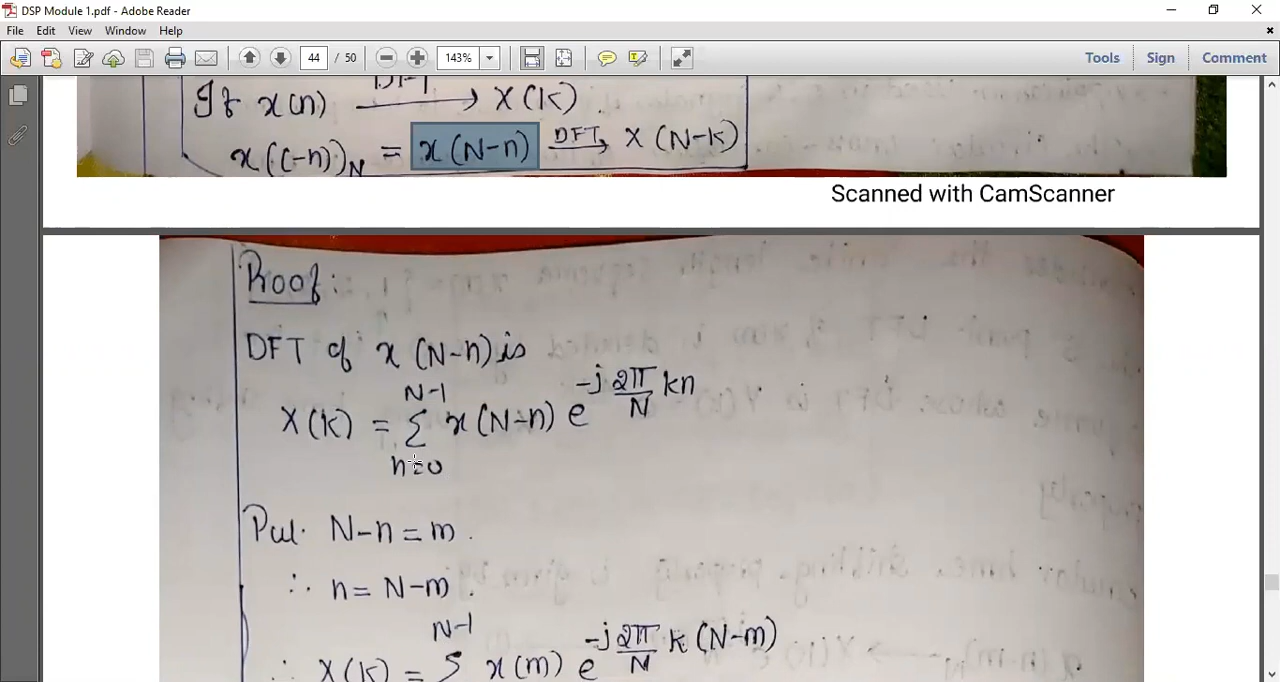 DSP Module 1.pdf - Adobe Reader
File Edit View Window Help
44 / 50 143% Tools Sign Comment
If x(n) DFT → X(K)
x((-n))N = x(N-n) DFT → X(N-k)
Scanned with CamScanner
Proof:
DFT of x(N-n) is
X(K) = Σ_{n=0}^{N-1} x(N-n) e^{-j 2π/N kn}
Put N-n = m.
∴ n = N-m.
∴ X(K) = Σ^{N-1} x(m) e^{-j 2π/N k(N-m)}